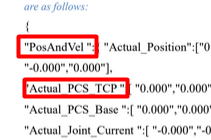 are as follows:
{
"PosAndVel ": "Actual_Position":["0
"-0.000","0.000"],
"Actual_PCS_TCP ":[ "0.000","0.000"
"Actual_PCS_Base ":[ "0.000","0.000'
"Actual_Joint_Current ":[ "-0.000","-0